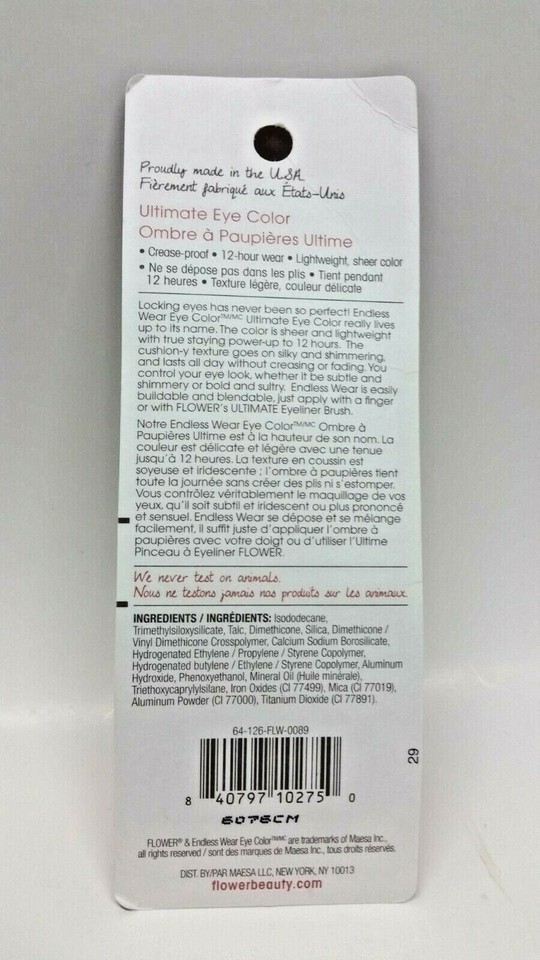 Proudly made in the USA
Fièrement fabriqué aux États-Unis
Ultimate Eye Color
Ombre à Paupières Ultime
• Crease-proof • 12-hour wear • Lightweight, sheer color
• Ne se dépose pas dans les plis • Tient pendant
12 heures • Texture légère, couleur délicate
Locking eyes has never been so perfect! Endless
Wear Eye Color™/MC Ultimate Eye Color really lives
up to its name. The color is sheer and lightweight
with true staying power-up to 12 hours. The
cushion-y texture goes on silky and shimmering,
and lasts all day without creasing or fading. You
control your eye look, whether it be subtle and
shimmery or bold and sultry. Endless Wear is easily
buildable and blendable, just apply with a finger
or with FLOWER's ULTIMATE Eyeliner Brush.
Notre Endless Wear Eye Color™/MC Ombre à
Paupières Ultime est à la hauteur de son nom. La
couleur est délicate et légère avec une tenue
jusqu'à 12 heures. La texture en coussin est
soyeuse et iridescente ; l'ombre à paupières tient
toute la journée sans créer des plis ni s'estomper.
Vous contrôlez véritablement le maquillage de vos
yeux, qu'il soit subtil et iridescent ou plus prononcé
et sensuel. Endless Wear se dépose et se mélange
facilement, il suffit juste d'appliquer l'ombre à
paupières avec votre doigt ou d'utiliser l'Ultime
Pinceau à Eyeliner FLOWER.
We never test on animals.
Nous ne testons jamais nos produits sur les animaux.
INGREDIENTS / INGRÉDIENTS: Isododecane,
Trimethylsiloxysilicate, Talc, Dimethicone, Silica, Dimethicone /
Vinyl Dimethicone Crosspolymer, Calcium Sodium Borosilicate,
Hydrogenated Ethylene / Propylene / Styrene Copolymer,
Hydrogenated butylene / Ethylene / Styrene Copolymer, Aluminum
Hydroxide, Phenoxyethanol, Mineral Oil (Huile minérale),
Triethoxycaprylylsilane, Iron Oxides (CI 77499), Mica (CI 77019),
Aluminum Powder (CI 77000), Titanium Dioxide (CI 77891).
64-126-FLW-0089
29
8 40797 10275 0
6076CM
FLOWER® & Endless Wear Eye Color™/MC are trademarks of Maesa Inc.,
all rights reserved / sont des marques de Maesa Inc., tous droits réservés.
DIST. BY/PAR MAESA LLC, NEW YORK, NY 10013
flowerbeauty.com